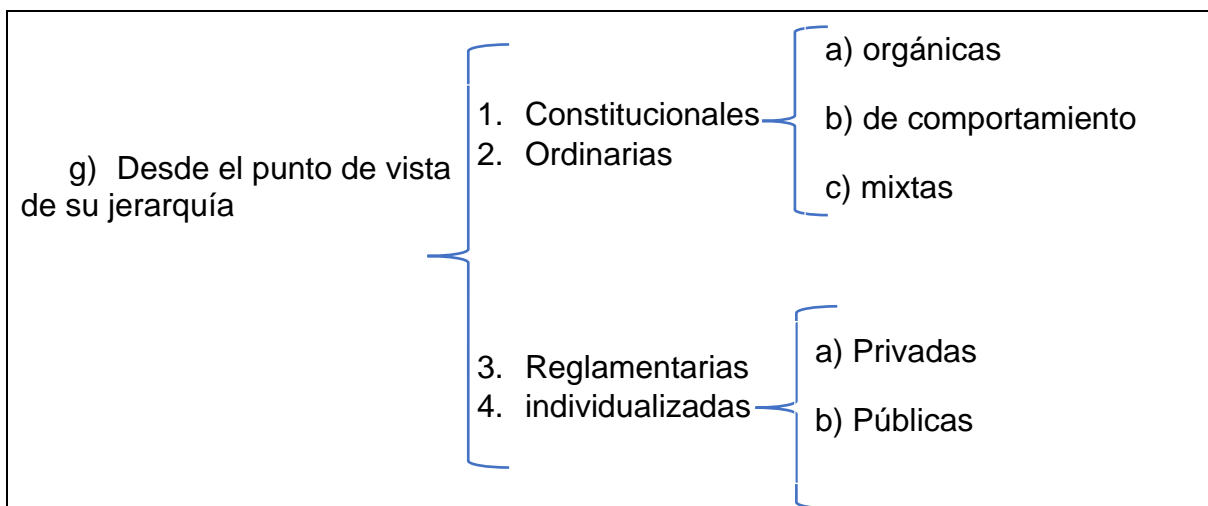 g) Desde el punto de vista
de su jerarquía
1. Constitucionales
2. Ordinarias
a) orgánicas
b) de comportamiento
c) mixtas
3. Reglamentarias
4. individualizadas
a) Privadas
b) Públicas